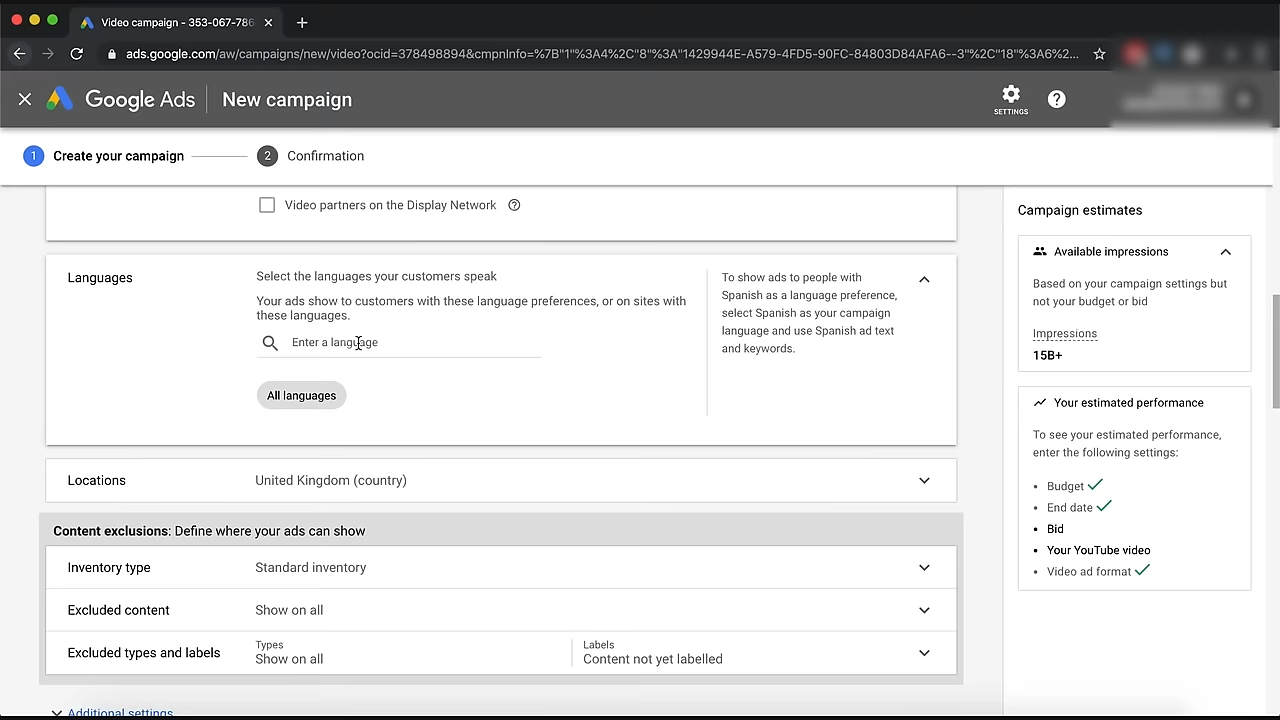 Video campaign - 353-067-786
ads.google.com/aw/campaigns/new/video?ocid=378498894&cmpnInfo=%7B"1"%3A4%2C"8"%3A"1429944E-A579-4FD5-90FC-84803D84AFA6--3"%2C"18"%3A6%2...
Google Ads
New campaign
SETTINGS
1 Create your campaign
2 Confirmation
Video partners on the Display Network
Languages
Select the languages your customers speak
Your ads show to customers with these language preferences, or on sites with
these languages.
Enter a language
All languages
To show ads to people with
Spanish as a language preference,
select Spanish as your campaign
language and use Spanish ad text
and keywords.
Locations
United Kingdom (country)
Content exclusions: Define where your ads can show
Inventory type
Standard inventory
Excluded content
Show on all
Excluded types and labels
Types
Show on all
Labels
Content not yet labelled
Additional settings
Campaign estimates
Available impressions
Based on your campaign settings but
not your budget or bid
Impressions
15B+
Your estimated performance
To see your estimated performance,
enter the following settings:
• Budget
• End date
• Bid
• Your YouTube video
• Video ad format